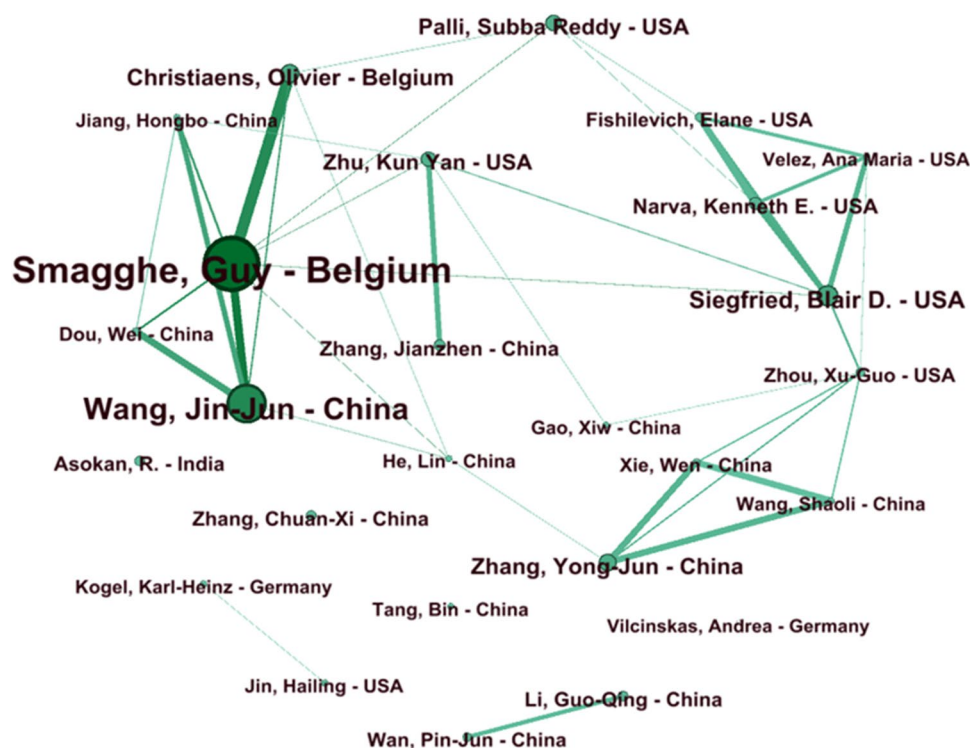 Palli, Subba Reddy - USA
Christiaens, Olivier - Belgium
Jiang, Hongbo - China
Fishilevich, Elane - USA
Zhu, Kun Yan - USA
Velez, Ana Maria - USA
Narva, Kenneth E. - USA
Smagghe, Guy - Belgium
Siegfried, Blair D. - USA
Dou, Wei - China
Zhang, Jianzhen - China
Zhou, Xu-Guo - USA
Wang, Jin-Jun - China
Gao, Xiw - China
Asokan, R. - India
He, Lin - China
Xie, Wen - China
Wang, Shaoli - China
Zhang, Chuan-Xi - China
Zhang, Yong-Jun - China
Kogel, Karl-Heinz - Germany
Tang, Bin - China
Vilcinskas, Andrea - Germany
Jin, Hailing - USA
Li, Guo-Qing - China
Wan, Pin-Jun - China